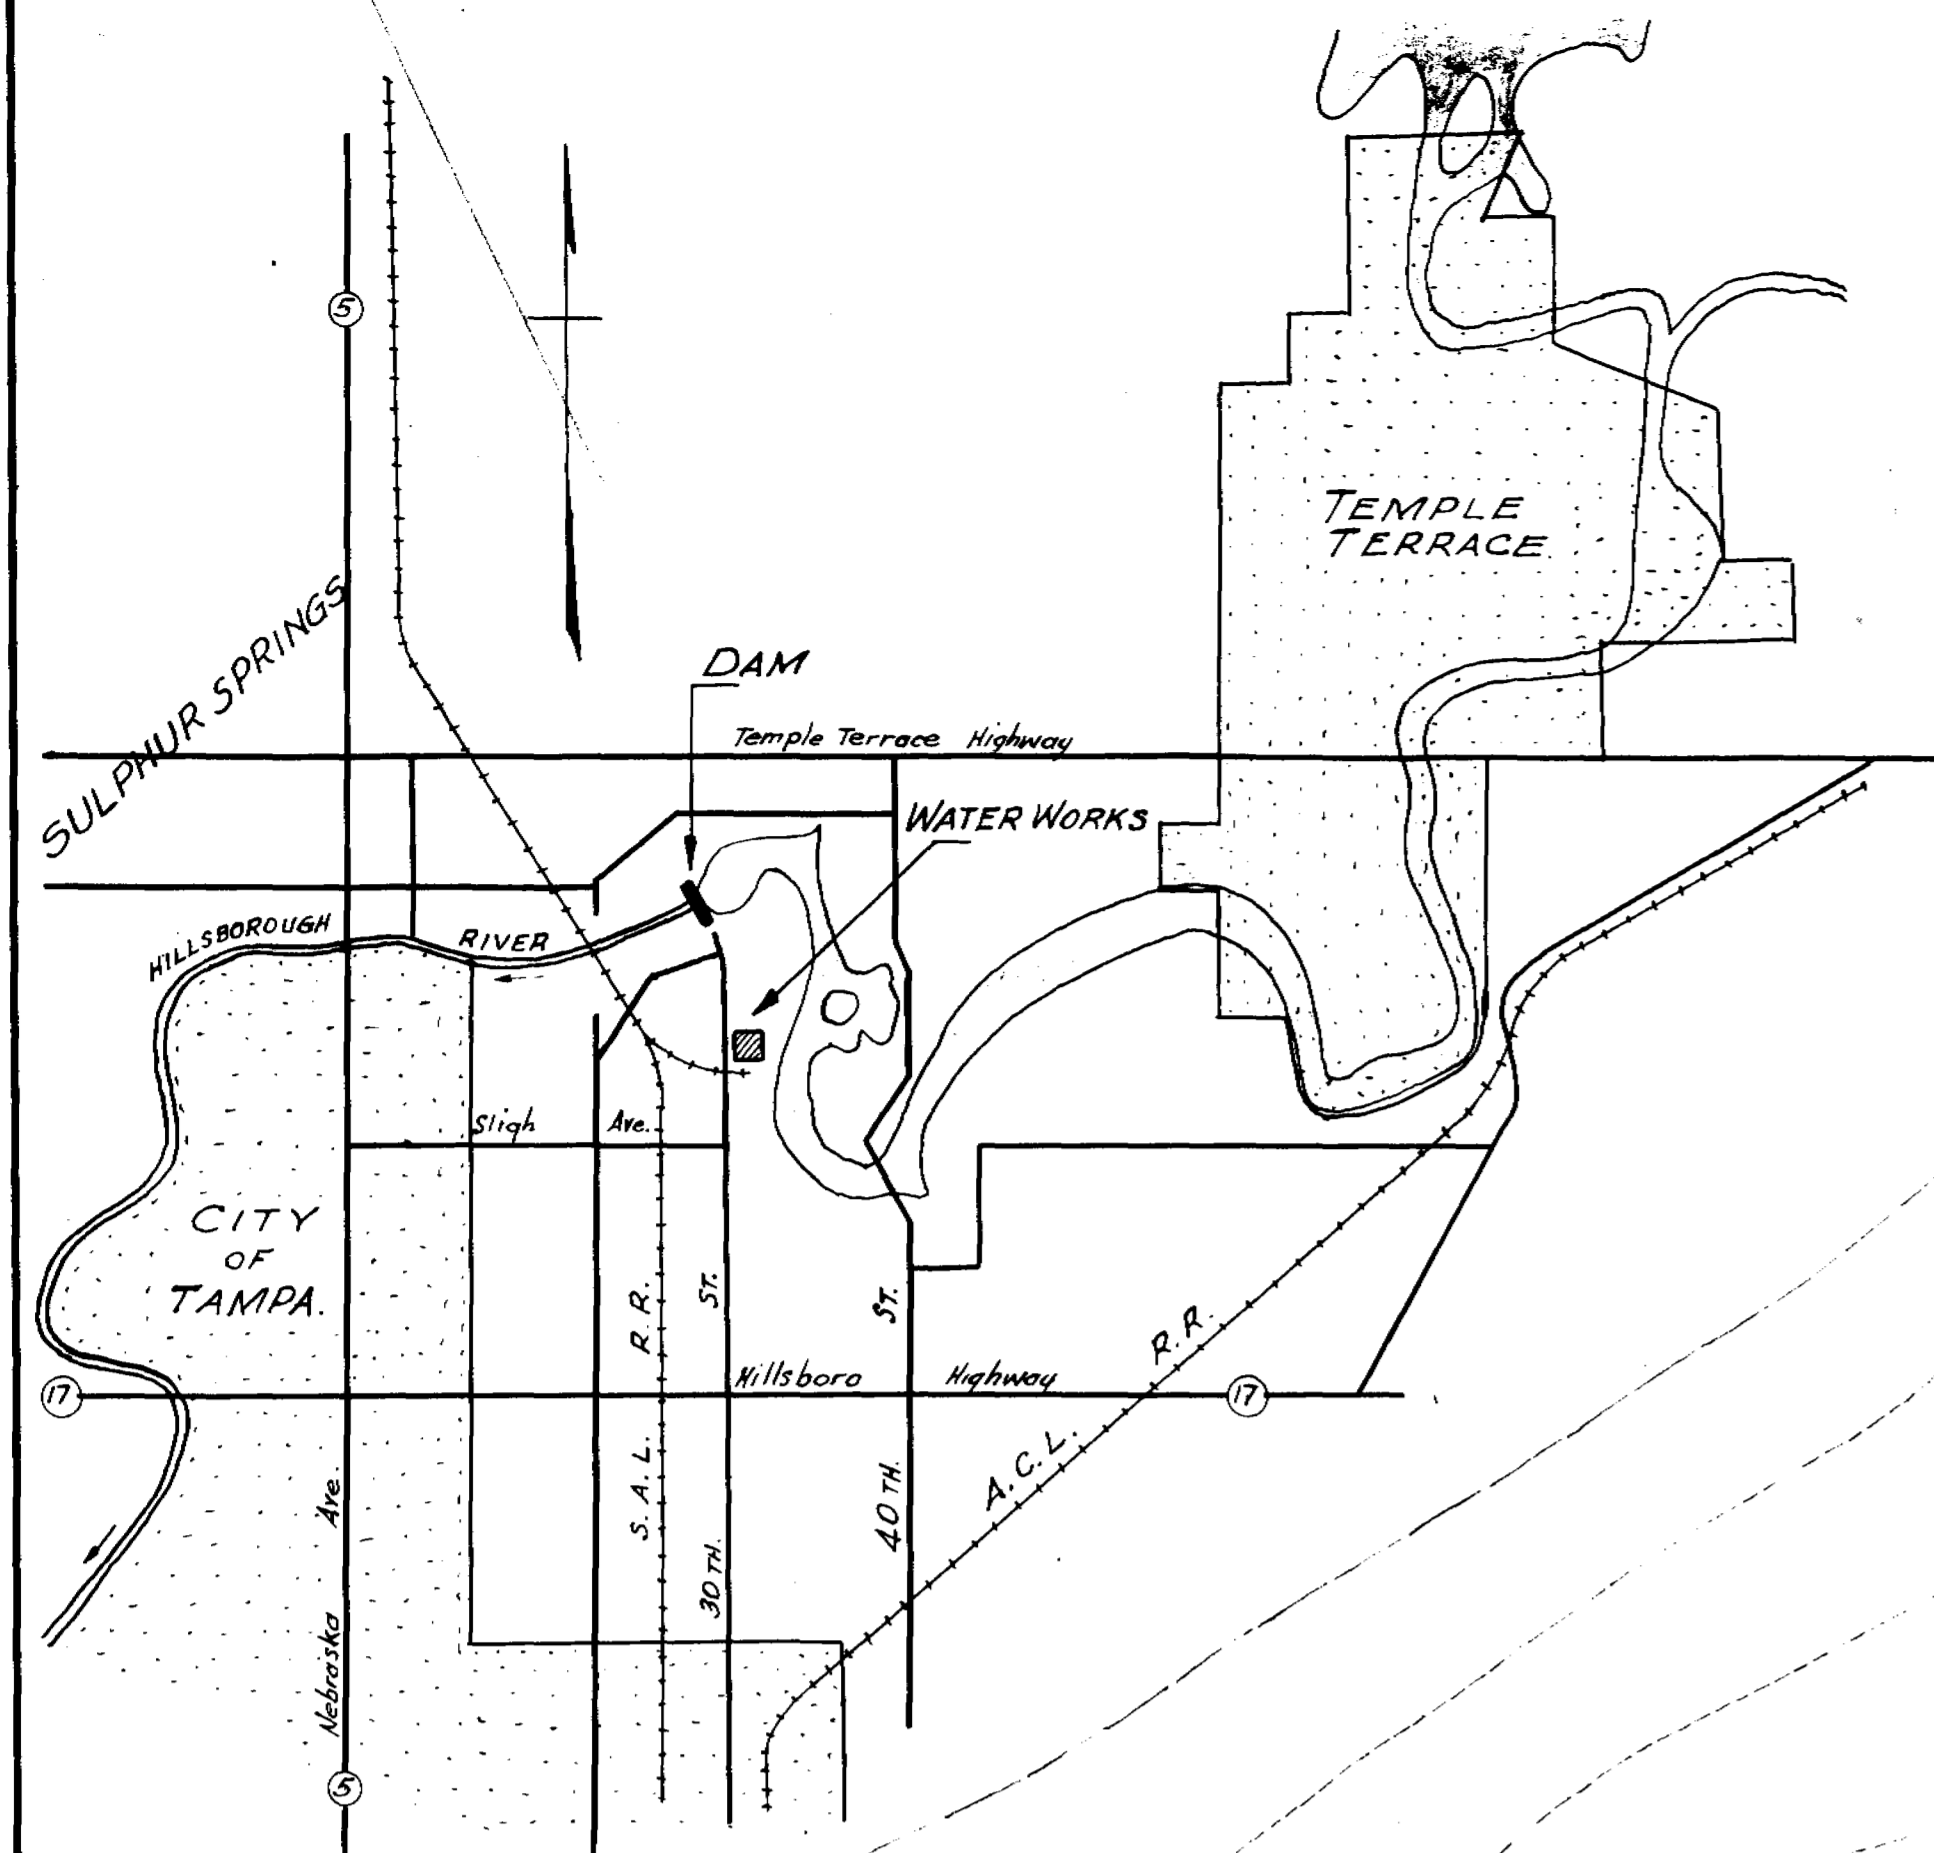 5
TEMPLE
TERRACE
SULPHUR SPRINGS
DAM
Temple Terrace Highway
WATER WORKS
HILLSBOROUGH RIVER
Sligh Ave.
CITY
OF
TAMPA.
S. A. L. R. R.
30TH. ST.
40TH. ST.
A. C. L. R. R.
17
Hillsboro Highway
17
Nebraska Ave.
5